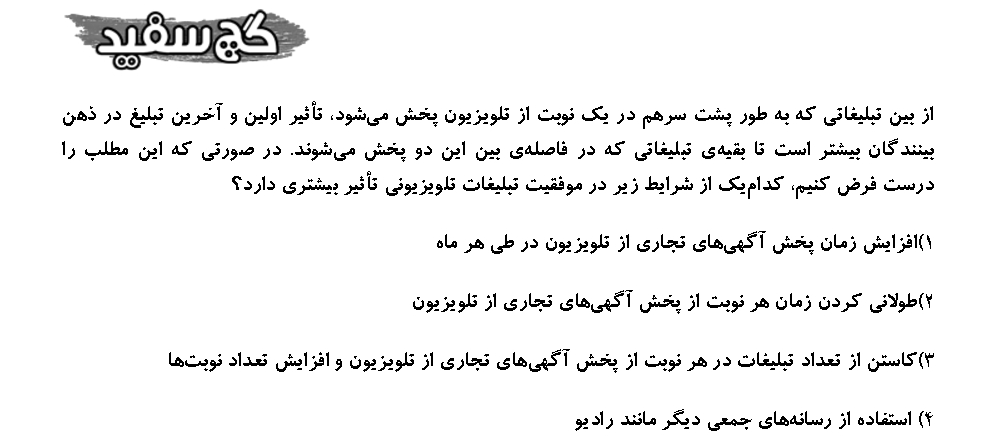 گچ سفید
از بین تبلیغاتی که به طور پشت سرهم در یک نوبت از تلویزیون پخش می‌شود، تأثیر اولین و آخرین تبلیغ در ذهن
بینندگان بیشتر است تا بقیه‌ی تبلیغاتی که در فاصله‌ی بین این دو پخش می‌شوند. در صورتی که این مطلب را
درست فرض کنیم، کدام‌یک از شرایط زیر در موفقیت تبلیغات تلویزیونی تأثیر بیشتری دارد؟
۱)افزایش زمان پخش آگهی‌های تجاری از تلویزیون در طی هر ماه
۲)طولانی کردن زمان هر نوبت از پخش آگهی‌های تجاری از تلویزیون
۳)کاستن از تعداد تبلیغات در هر نوبت از پخش آگهی‌های تجاری از تلویزیون و افزایش تعداد نوبت‌ها
۴) استفاده از رسانه‌های جمعی دیگر مانند رادیو